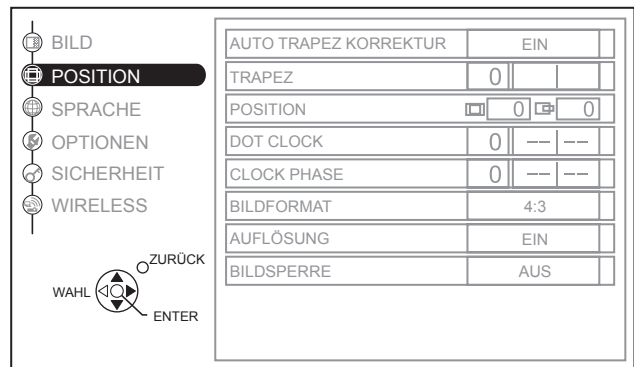 BILD
POSITION
SPRACHE
OPTIONEN
SICHERHEIT
WIRELESS
ZURÜCK
WAHL
ENTER
AUTO TRAPEZ KORREKTUR EIN
TRAPEZ 0
POSITION 0 0
DOT CLOCK 0 -- --
CLOCK PHASE 0 -- --
BILDFORMAT 4:3
AUFLÖSUNG EIN
BILDSPERRE AUS